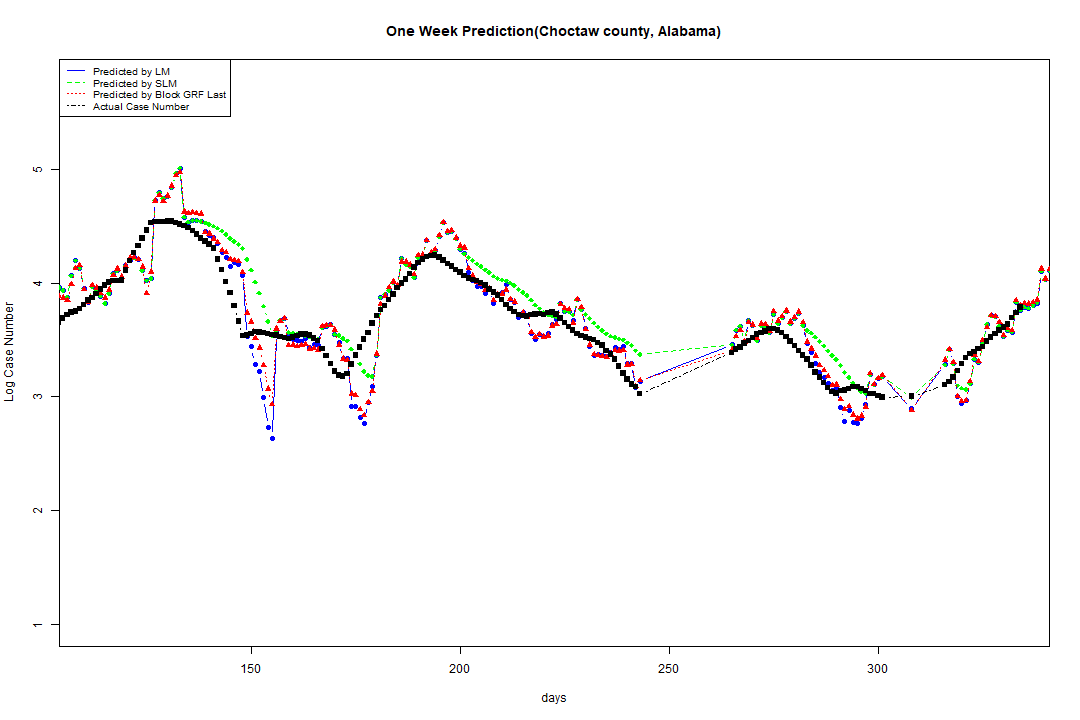 One Week Prediction(Choctaw county, Alabama)
Predicted by LM
Predicted by SLM
Predicted by Block GRF Last
Actual Case Number
5
4
3
2
1
Log Case Number
150 200 250 300
days